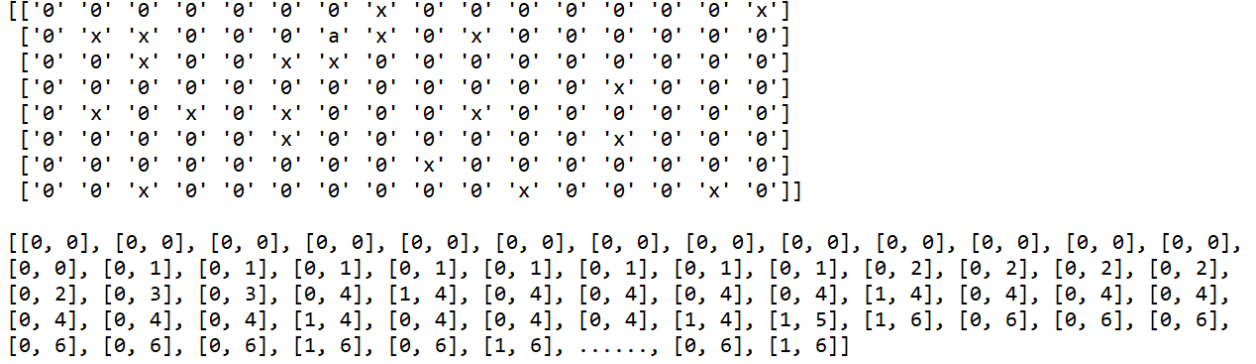 [['0' '0' '0' '0' '0' '0' '0' 'x' '0' '0' '0' '0' '0' '0' '0' 'x']
['0' 'x' 'x' '0' '0' '0' 'a' 'x' '0' 'x' '0' '0' '0' '0' '0' '0']
['0' '0' 'x' '0' '0' 'x' 'x' '0' '0' '0' '0' '0' '0' '0' '0' '0']
['0' '0' '0' '0' '0' '0' '0' '0' '0' '0' '0' '0' 'x' '0' '0' '0']
['0' 'x' '0' 'x' '0' 'x' '0' '0' '0' 'x' '0' '0' '0' '0' '0' '0']
['0' '0' '0' '0' '0' 'x' '0' '0' '0' '0' '0' '0' 'x' '0' '0' '0']
['0' '0' '0' '0' '0' '0' '0' '0' 'x' '0' '0' '0' '0' '0' '0' '0']
['0' '0' 'x' '0' '0' '0' '0' '0' '0' '0' 'x' '0' '0' '0' 'x' '0']]
[[0, 0], [0, 0], [0, 0], [0, 0], [0, 0], [0, 0], [0, 0], [0, 0], [0, 0], [0, 0], [0, 0], [0, 0], [0, 0],
[0, 0], [0, 1], [0, 1], [0, 1], [0, 1], [0, 1], [0, 1], [0, 1], [0, 1], [0, 2], [0, 2], [0, 2], [0, 2],
[0, 2], [0, 3], [0, 3], [0, 4], [1, 4], [0, 4], [0, 4], [0, 4], [0, 4], [1, 4], [0, 4], [0, 4], [0, 4],
[0, 4], [0, 4], [0, 4], [1, 4], [0, 4], [0, 4], [0, 4], [1, 4], [1, 5], [1, 6], [0, 6], [0, 6], [0, 6],
[0, 6], [0, 6], [0, 6], [1, 6], [0, 6], [1, 6], ......, [0, 6], [1, 6]]